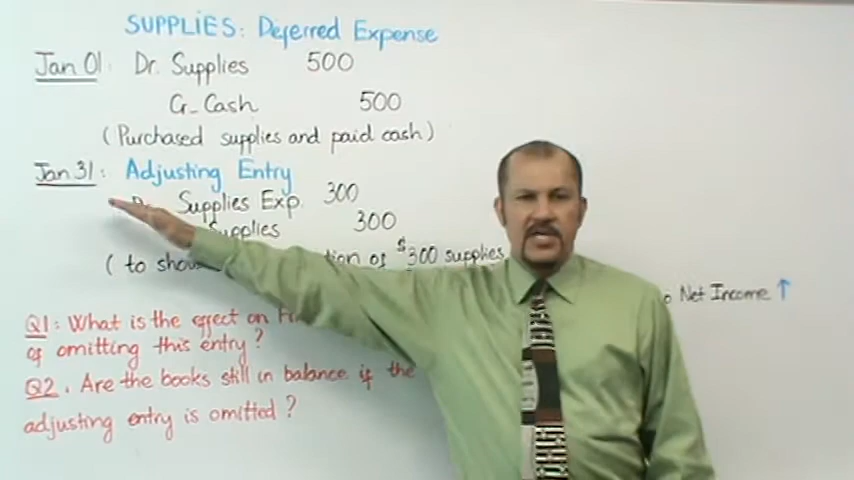 SUPPLIES: Deferred Expense
Jan 01: Dr. Supplies 500
Cr. Cash 500
(Purchased supplies and paid cash)
Jan 31: Adjusting Entry
Supplies Exp. 300
Supplies 300
(to of $300 supplies
Net Income ↑
Q1: What is the effect on
of omitting this entry?
Q2. Are the books still in balance if the
adjusting entry is omitted?